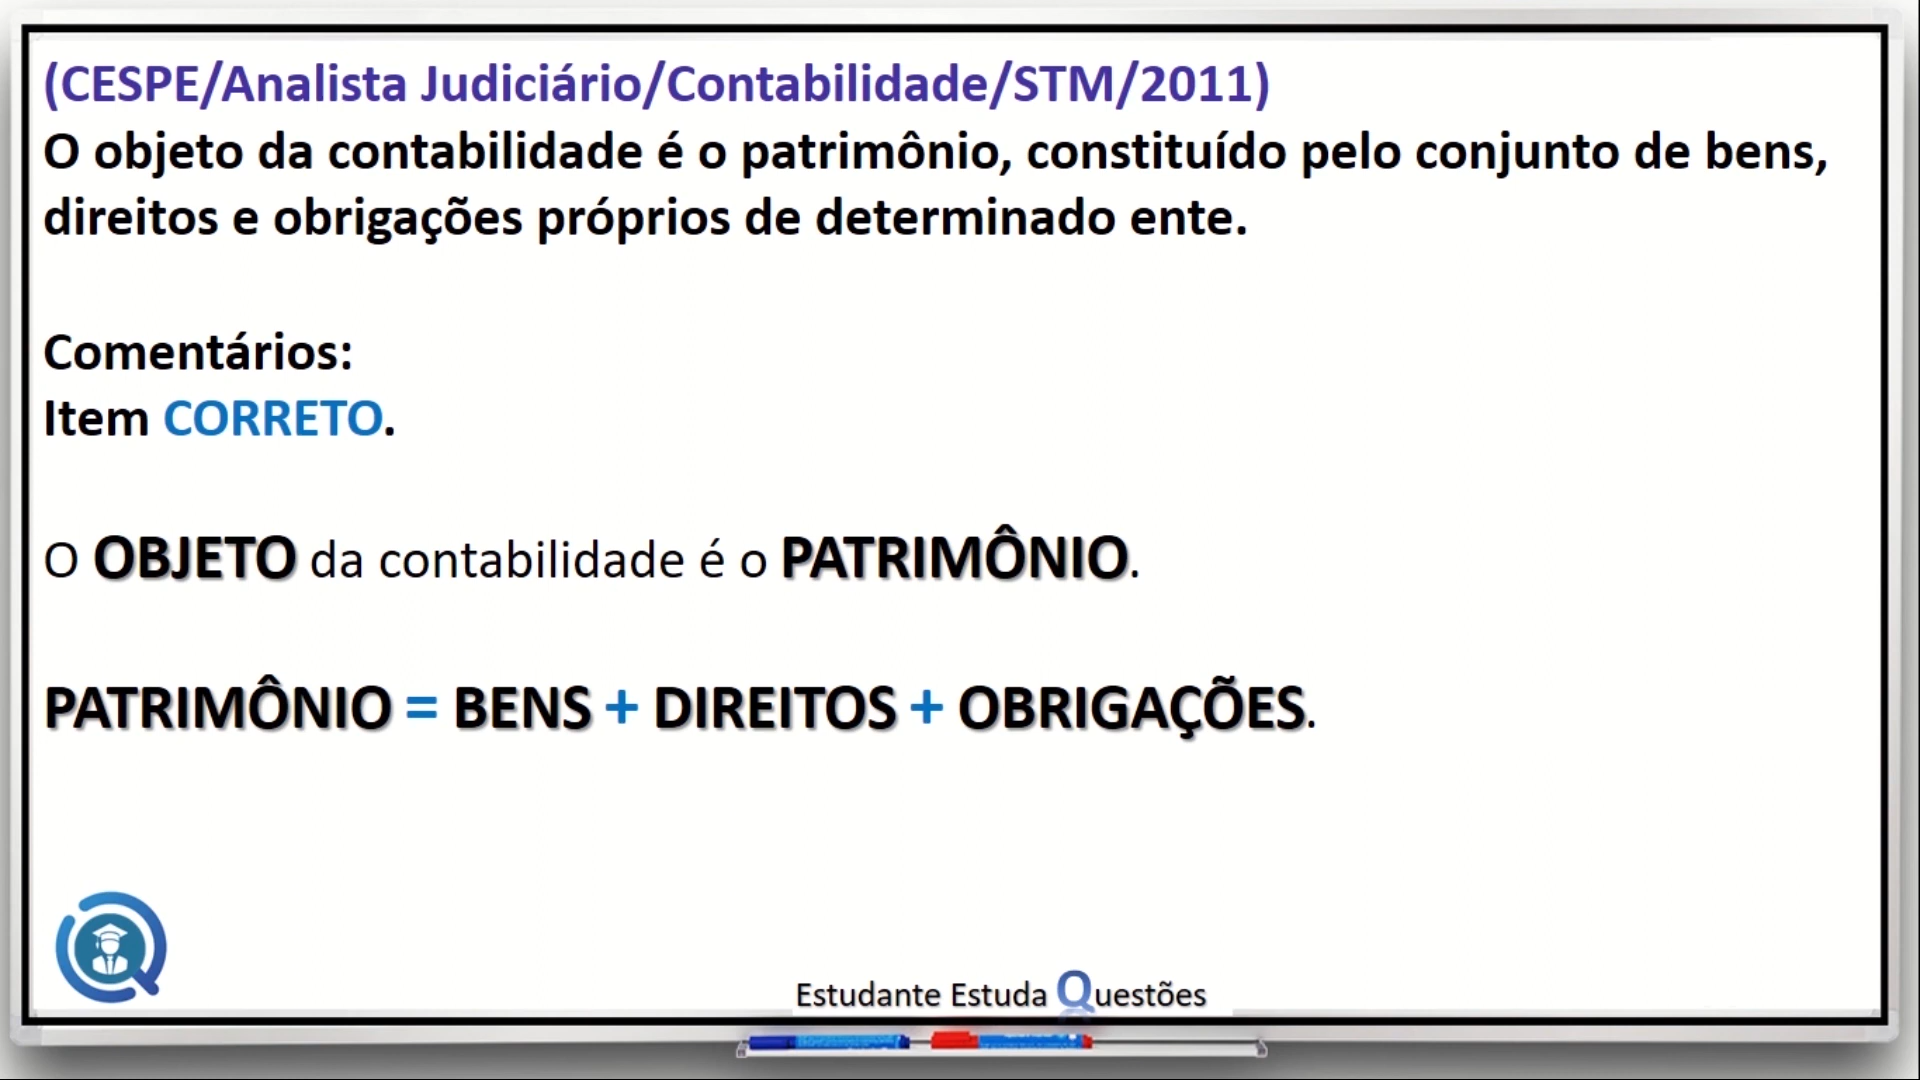 (CESPE/Analista Judiciário/Contabilidade/STM/2011)
O objeto da contabilidade é o patrimônio, constituído pelo conjunto de bens,
direitos e obrigações próprios de determinado ente.
Comentários:
Item CORRETO.
O OBJETO da contabilidade é o PATRIMÔNIO.
PATRIMÔNIO = BENS + DIREITOS + OBRIGAÇÕES.
Estudante Estuda Questões